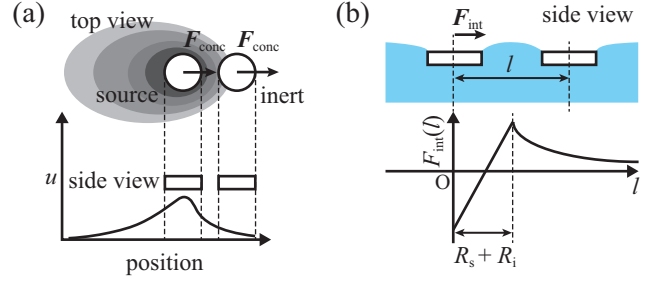 (a)
top view
F_conc F_conc
source
inert
u
side view
position
(b)
F_int
side view
l
F_int(l)
O
l
R_s + R_i